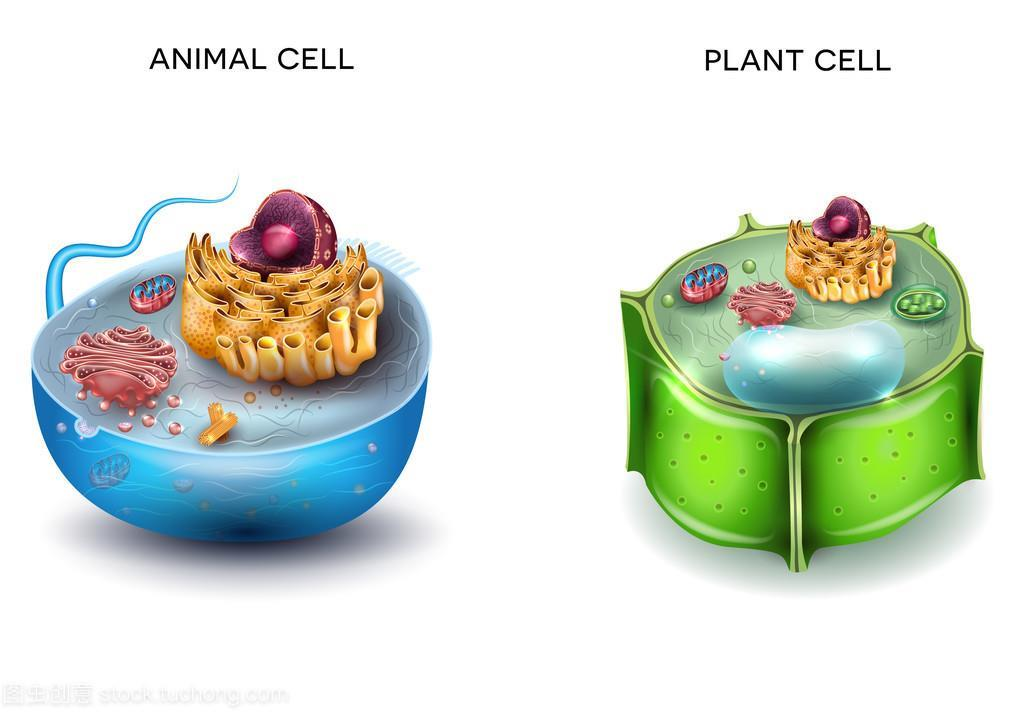 ANIMAL CELL
PLANT CELL
图虫创意 stock.tuchong.com